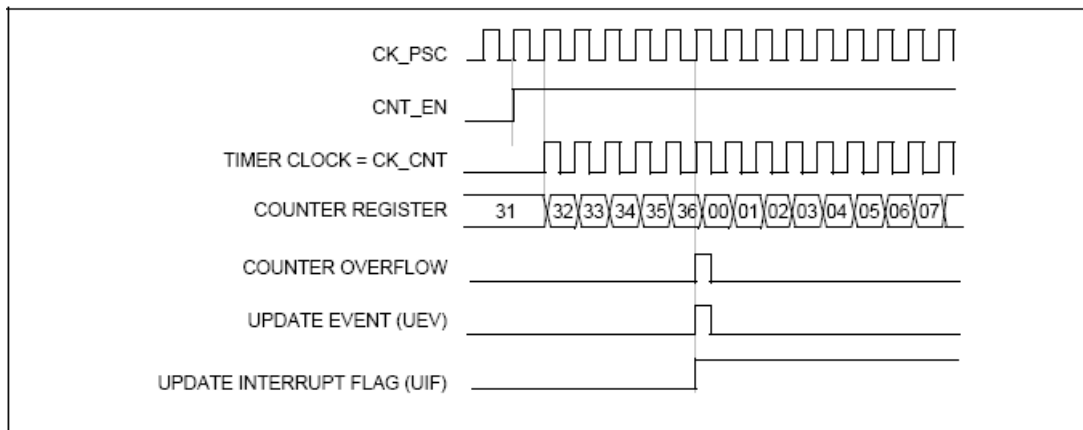 CK_PSC
CNT_EN
TIMER CLOCK = CK_CNT
COUNTER REGISTER 31 32 33 34 35 36 00 01 02 03 04 05 06 07
COUNTER OVERFLOW
UPDATE EVENT (UEV)
UPDATE INTERRUPT FLAG (UIF)